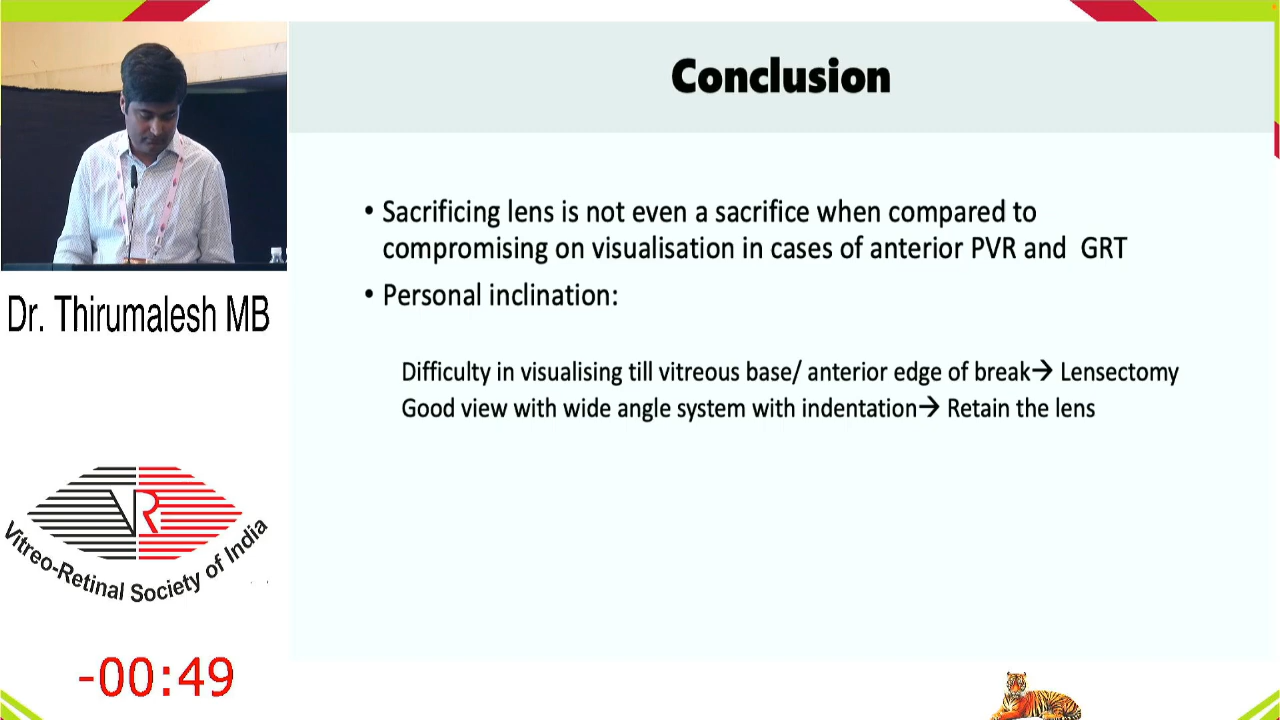 Conclusion
• Sacrificing lens is not even a sacrifice when compared to
compromising on visualisation in cases of anterior PVR and GRT
• Personal inclination:
Difficulty in visualising till vitreous base/ anterior edge of break→ Lensectomy
Good view with wide angle system with indentation→ Retain the lens
Dr. Thirumalesh MB
VR
Vitreo-Retinal Society of India
-00:49